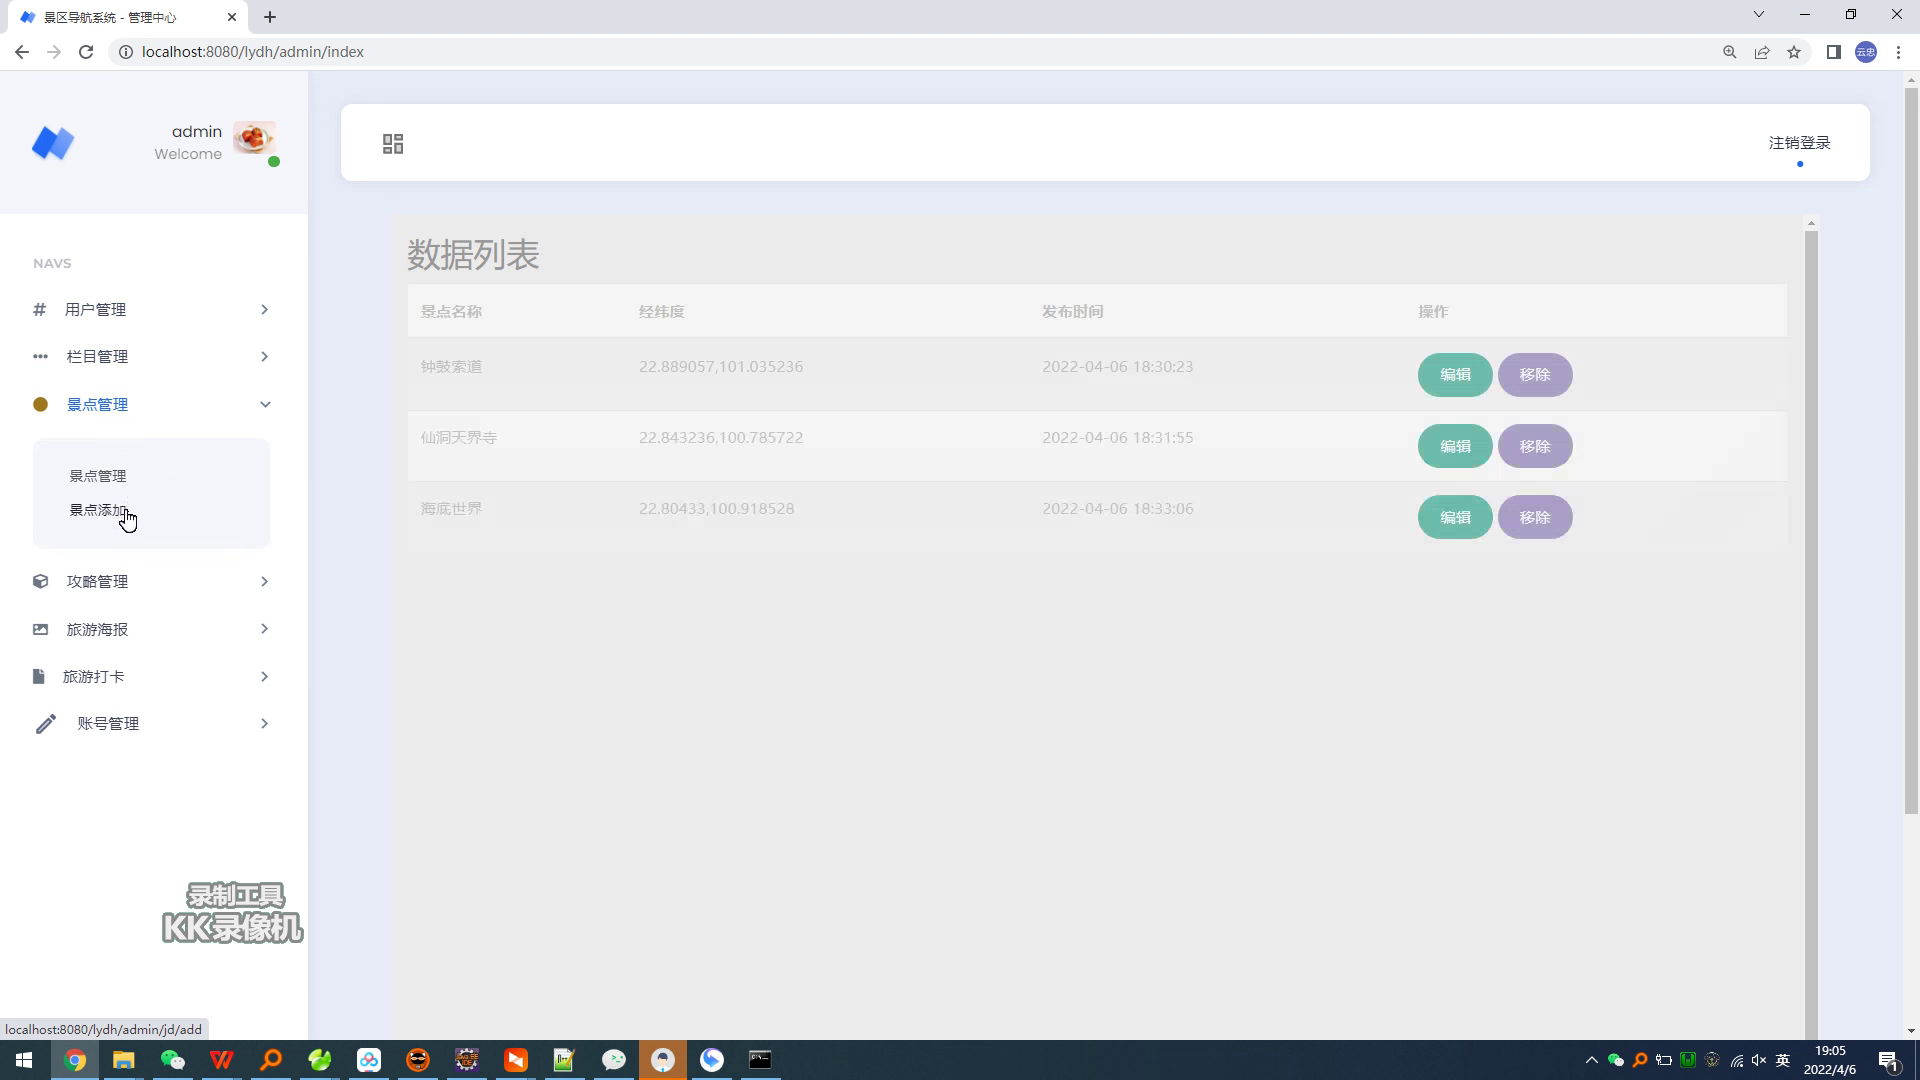 景区导航系统 - 管理中心
localhost:8080/lydh/admin/index
云忠
admin
Welcome
注销登录
NAVS
用户管理
栏目管理
景点管理
景点管理
景点添加
攻略管理
旅游海报
旅游打卡
账号管理
数据列表
景点名称 经纬度 发布时间 操作
钟鼓索道 22.889057,101.035236 2022-04-06 18:30:23 编辑 移除
仙洞天界寺 22.843236,100.785722 2022-04-06 18:31:55 编辑 移除
海底世界 22.80433,100.918528 2022-04-06 18:33:06 编辑 移除
录制工具
KK录像机
localhost:8080/lydh/admin/jd/add
英
19:05
2022/4/6
1